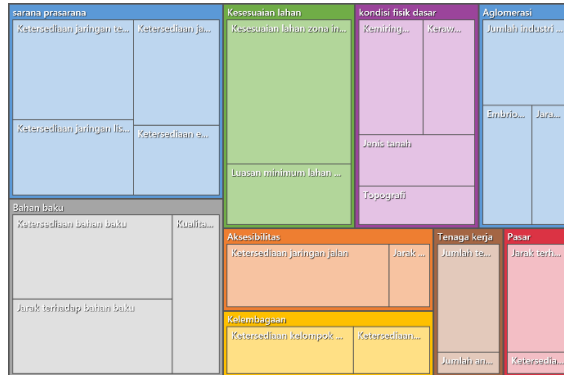 sarana prasarana
Ketersediaan jaringan te...
Ketersediaan ja...
Ketersediaan jaringan lis...
Ketersediaan e...
Kesesuaian lahan
Kesesuaian lahan zona in...
Luasan minimum lahan ...
kondisi fisik dasar
Kemiring...
Keraw...
Jenis tanah
Topografi
Aglomerasi
Jumlah industri ...
Embrio...
Jara...
Bahan baku
Ketersediaan bahan baku
Kualita...
Jarak terhadap bahan baku
Aksesibilitas
Ketersediaan jaringan jalan
Jarak ...
Kelembagaan
Ketersediaan kelompok ...
Ketersediaan...
Tenaga kerja
Jumlah te...
Jumlah an...
Pasar
Jarak terh...
Ketersedia...